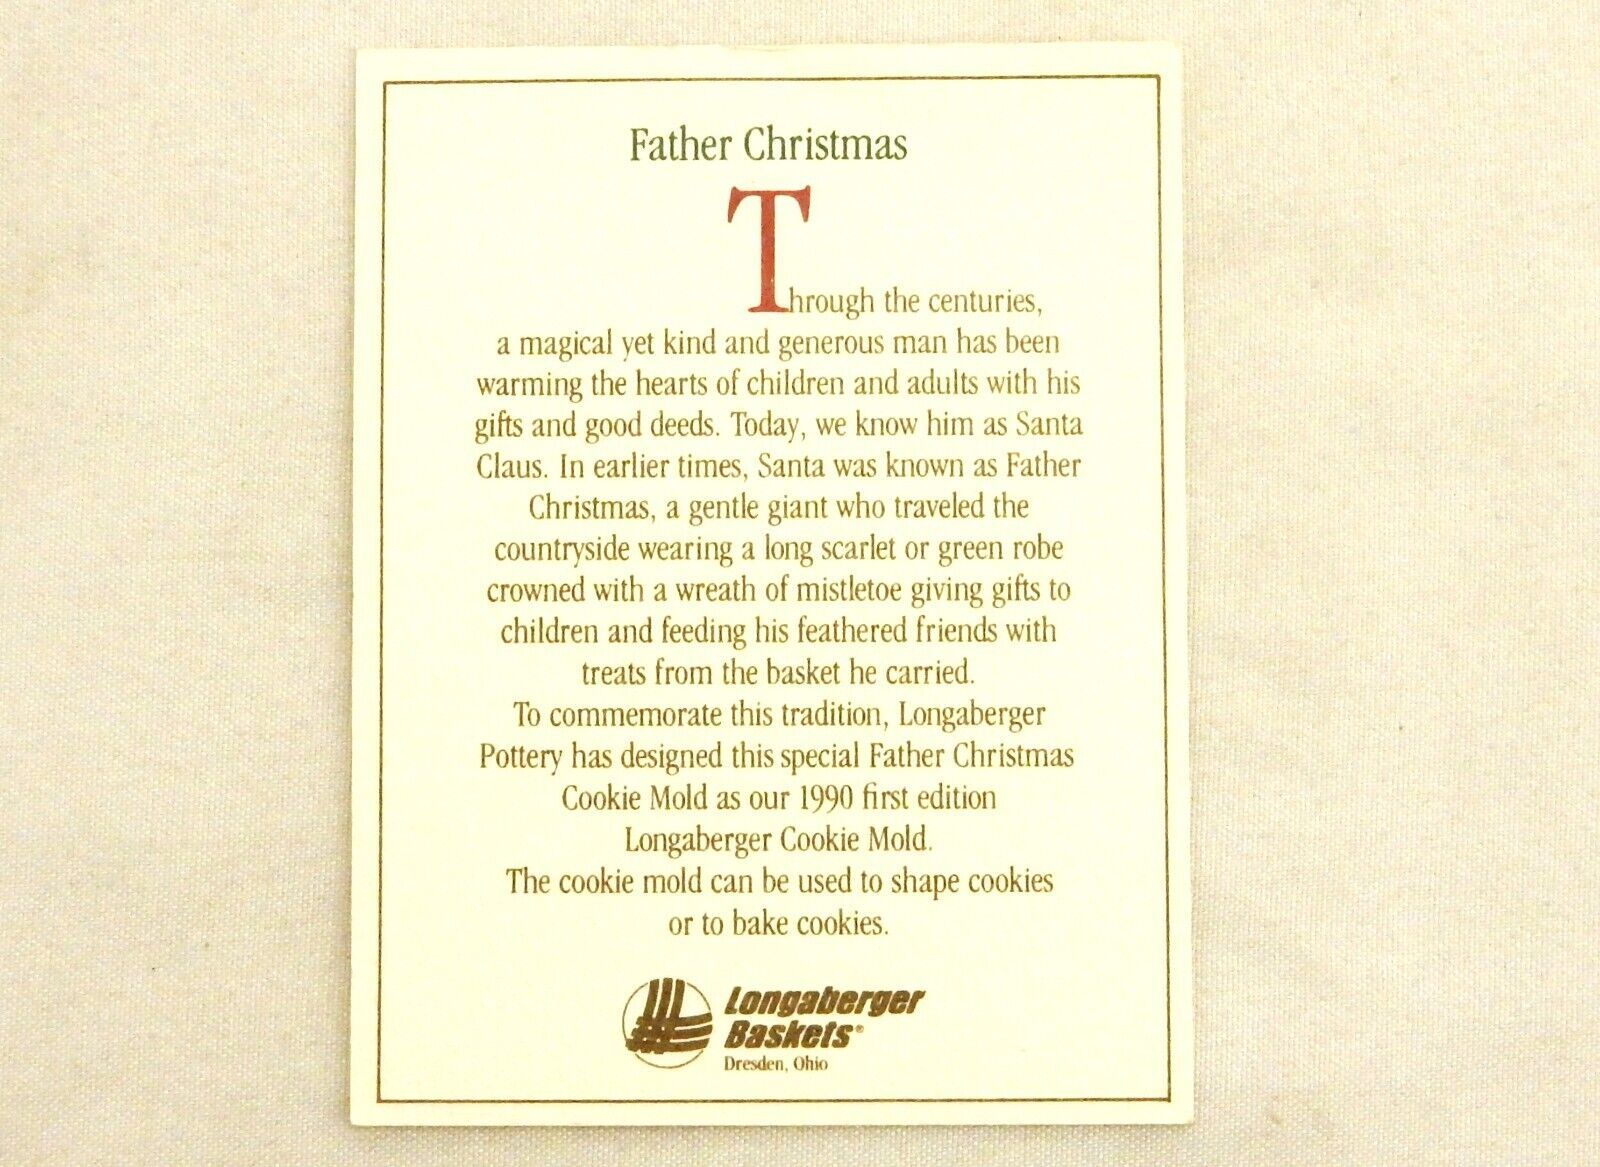 Father Christmas
Through the centuries,
a magical yet kind and generous man has been
warming the hearts of children and adults with his
gifts and good deeds. Today, we know him as Santa
Claus. In earlier times, Santa was known as Father
Christmas, a gentle giant who traveled the
countryside wearing a long scarlet or green robe
crowned with a wreath of mistletoe giving gifts to
children and feeding his feathered friends with
treats from the basket he carried.
To commemorate this tradition, Longaberger
Pottery has designed this special Father Christmas
Cookie Mold as our 1990 first edition
Longaberger Cookie Mold.
The cookie mold can be used to shape cookies
or to bake cookies.
Longaberger
Baskets®
Dresden, Ohio